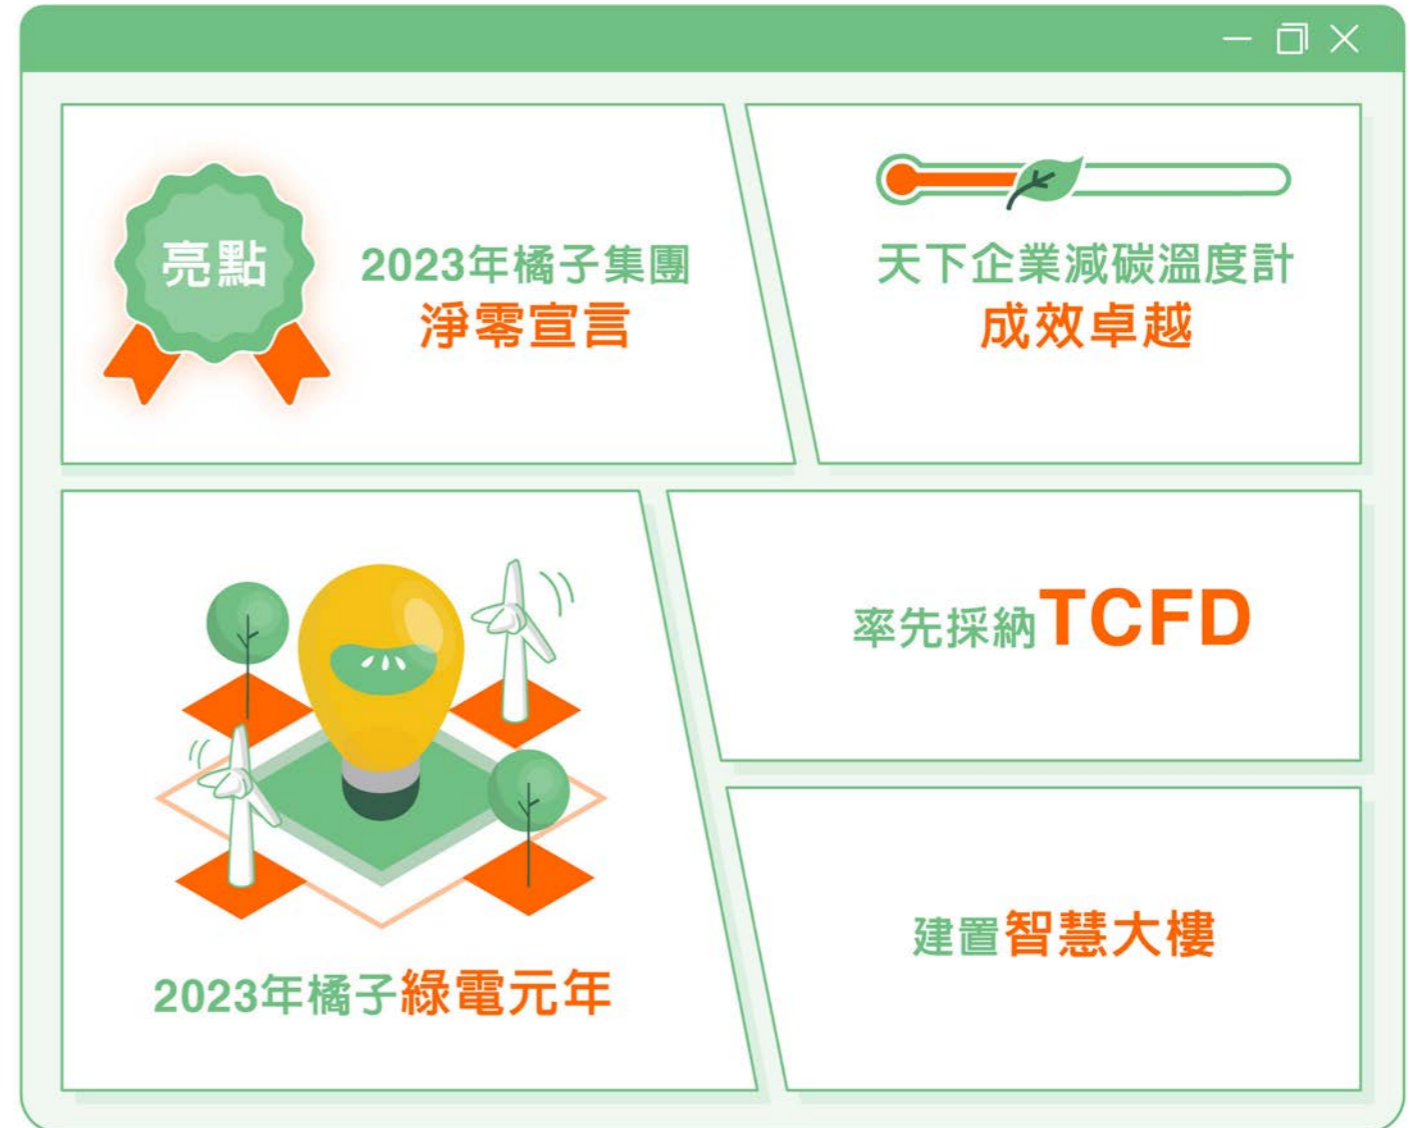 亮點
2023年橘子集團
淨零宣言
天下企業減碳溫度計
成效卓越
2023年橘子綠電元年
率先採納TCFD
建置智慧大樓